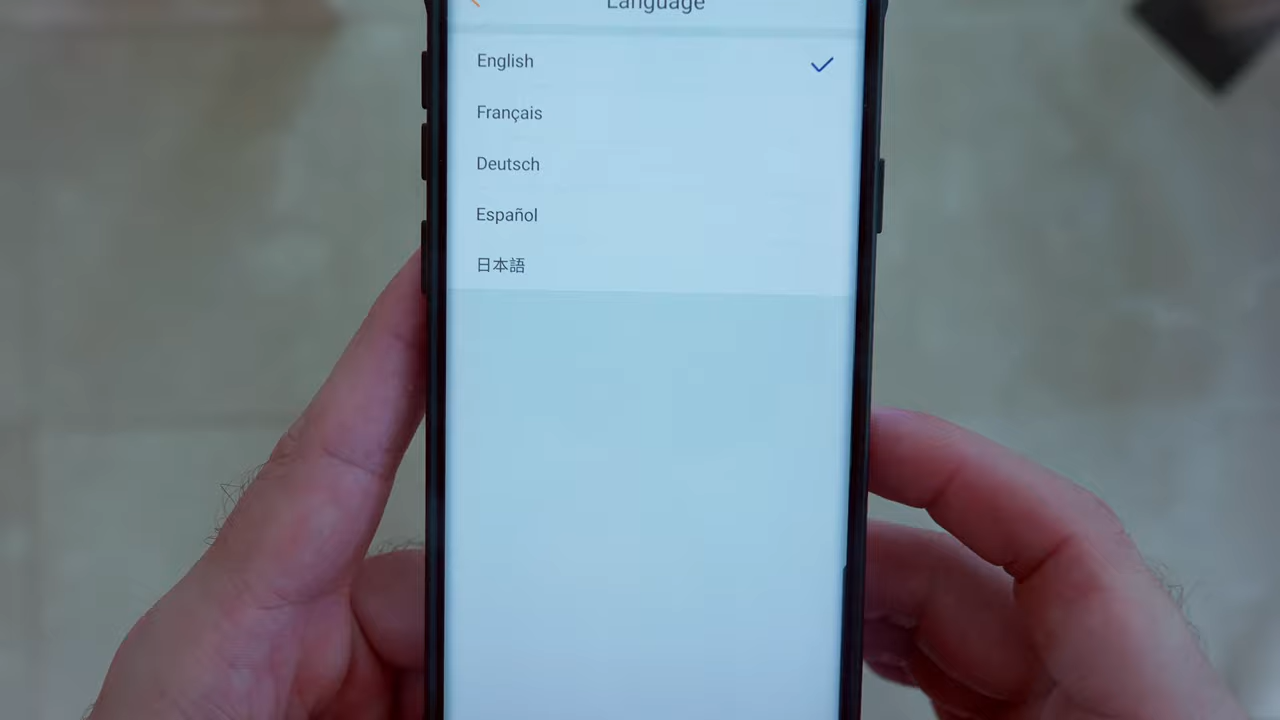 Language
English
Français
Deutsch
Español
日本語